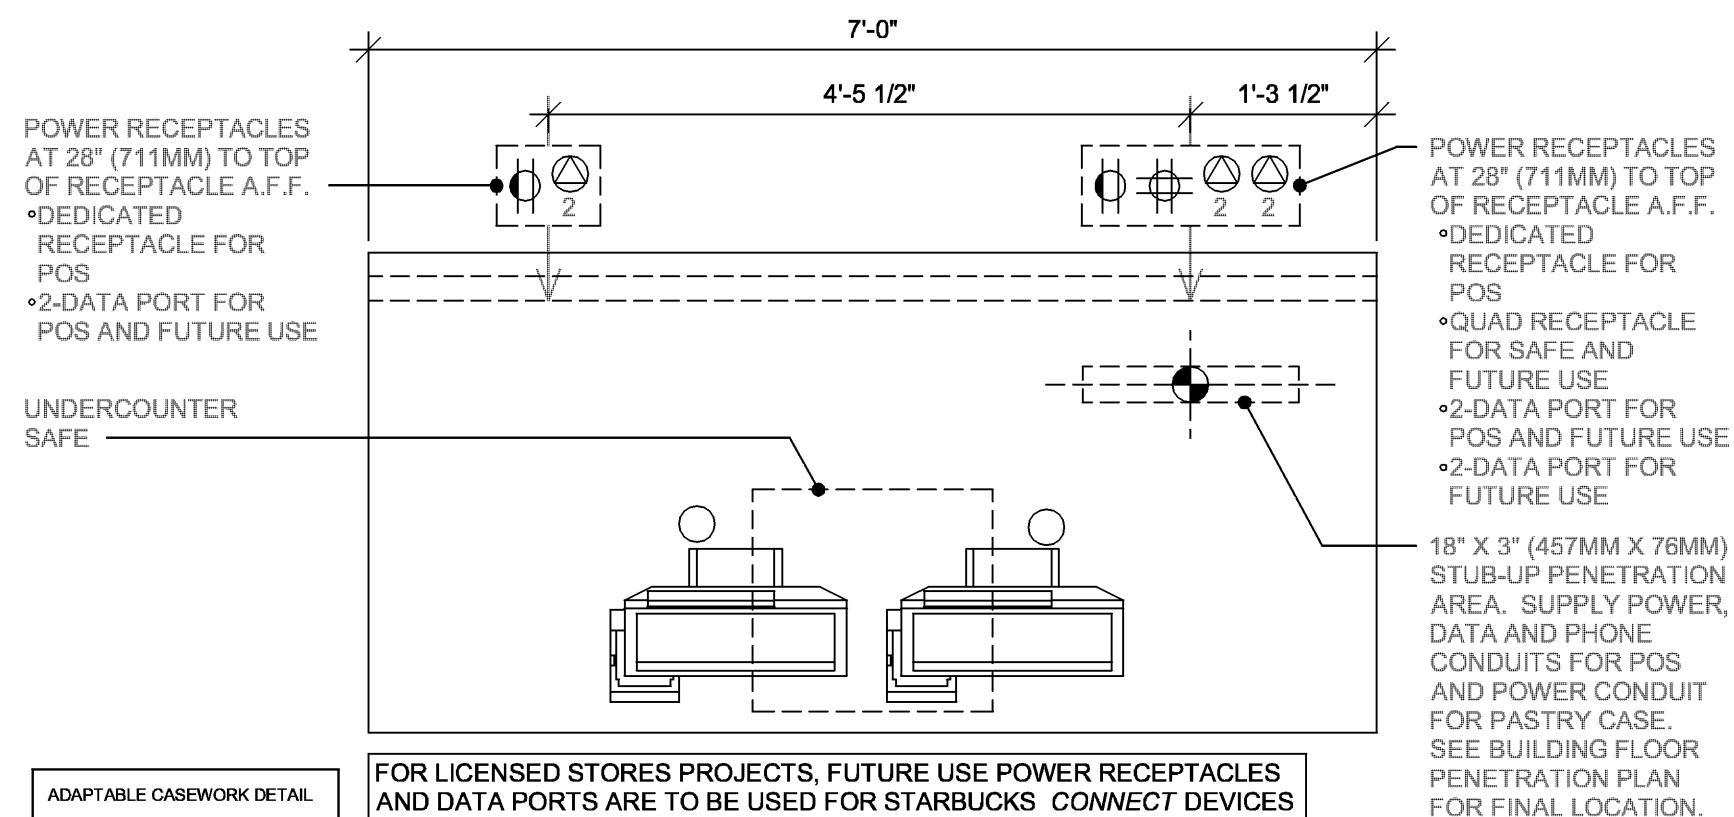 7'-0"
4'-5 1/2"
1'-3 1/2"
POWER RECEPTACLES
AT 28" (711MM) TO TOP
OF RECEPTACLE A.F.F.
DEDICATED
RECEPTACLE FOR
POS
2-DATA PORT FOR
POS AND FUTURE USE
UNDERCOUNTER
SAFE
2
2 2
POWER RECEPTACLES
AT 28" (711MM) TO TOP
OF RECEPTACLE A.F.F.
DEDICATED
RECEPTACLE FOR
POS
QUAD RECEPTACLE
FOR SAFE AND
FUTURE USE
2-DATA PORT FOR
POS AND FUTURE USE
2-DATA PORT FOR
FUTURE USE
18" X 3" (457MM X 76MM)
STUB-UP PENETRATION
AREA. SUPPLY POWER,
DATA AND PHONE
CONDUITS FOR POS
AND POWER CONDUIT
FOR PASTRY CASE.
SEE BUILDING FLOOR
PENETRATION PLAN
FOR FINAL LOCATION.
ADAPTABLE CASEWORK DETAIL
FOR LICENSED STORES PROJECTS, FUTURE USE POWER RECEPTACLES
AND DATA PORTS ARE TO BE USED FOR STARBUCKS CONNECT DEVICES